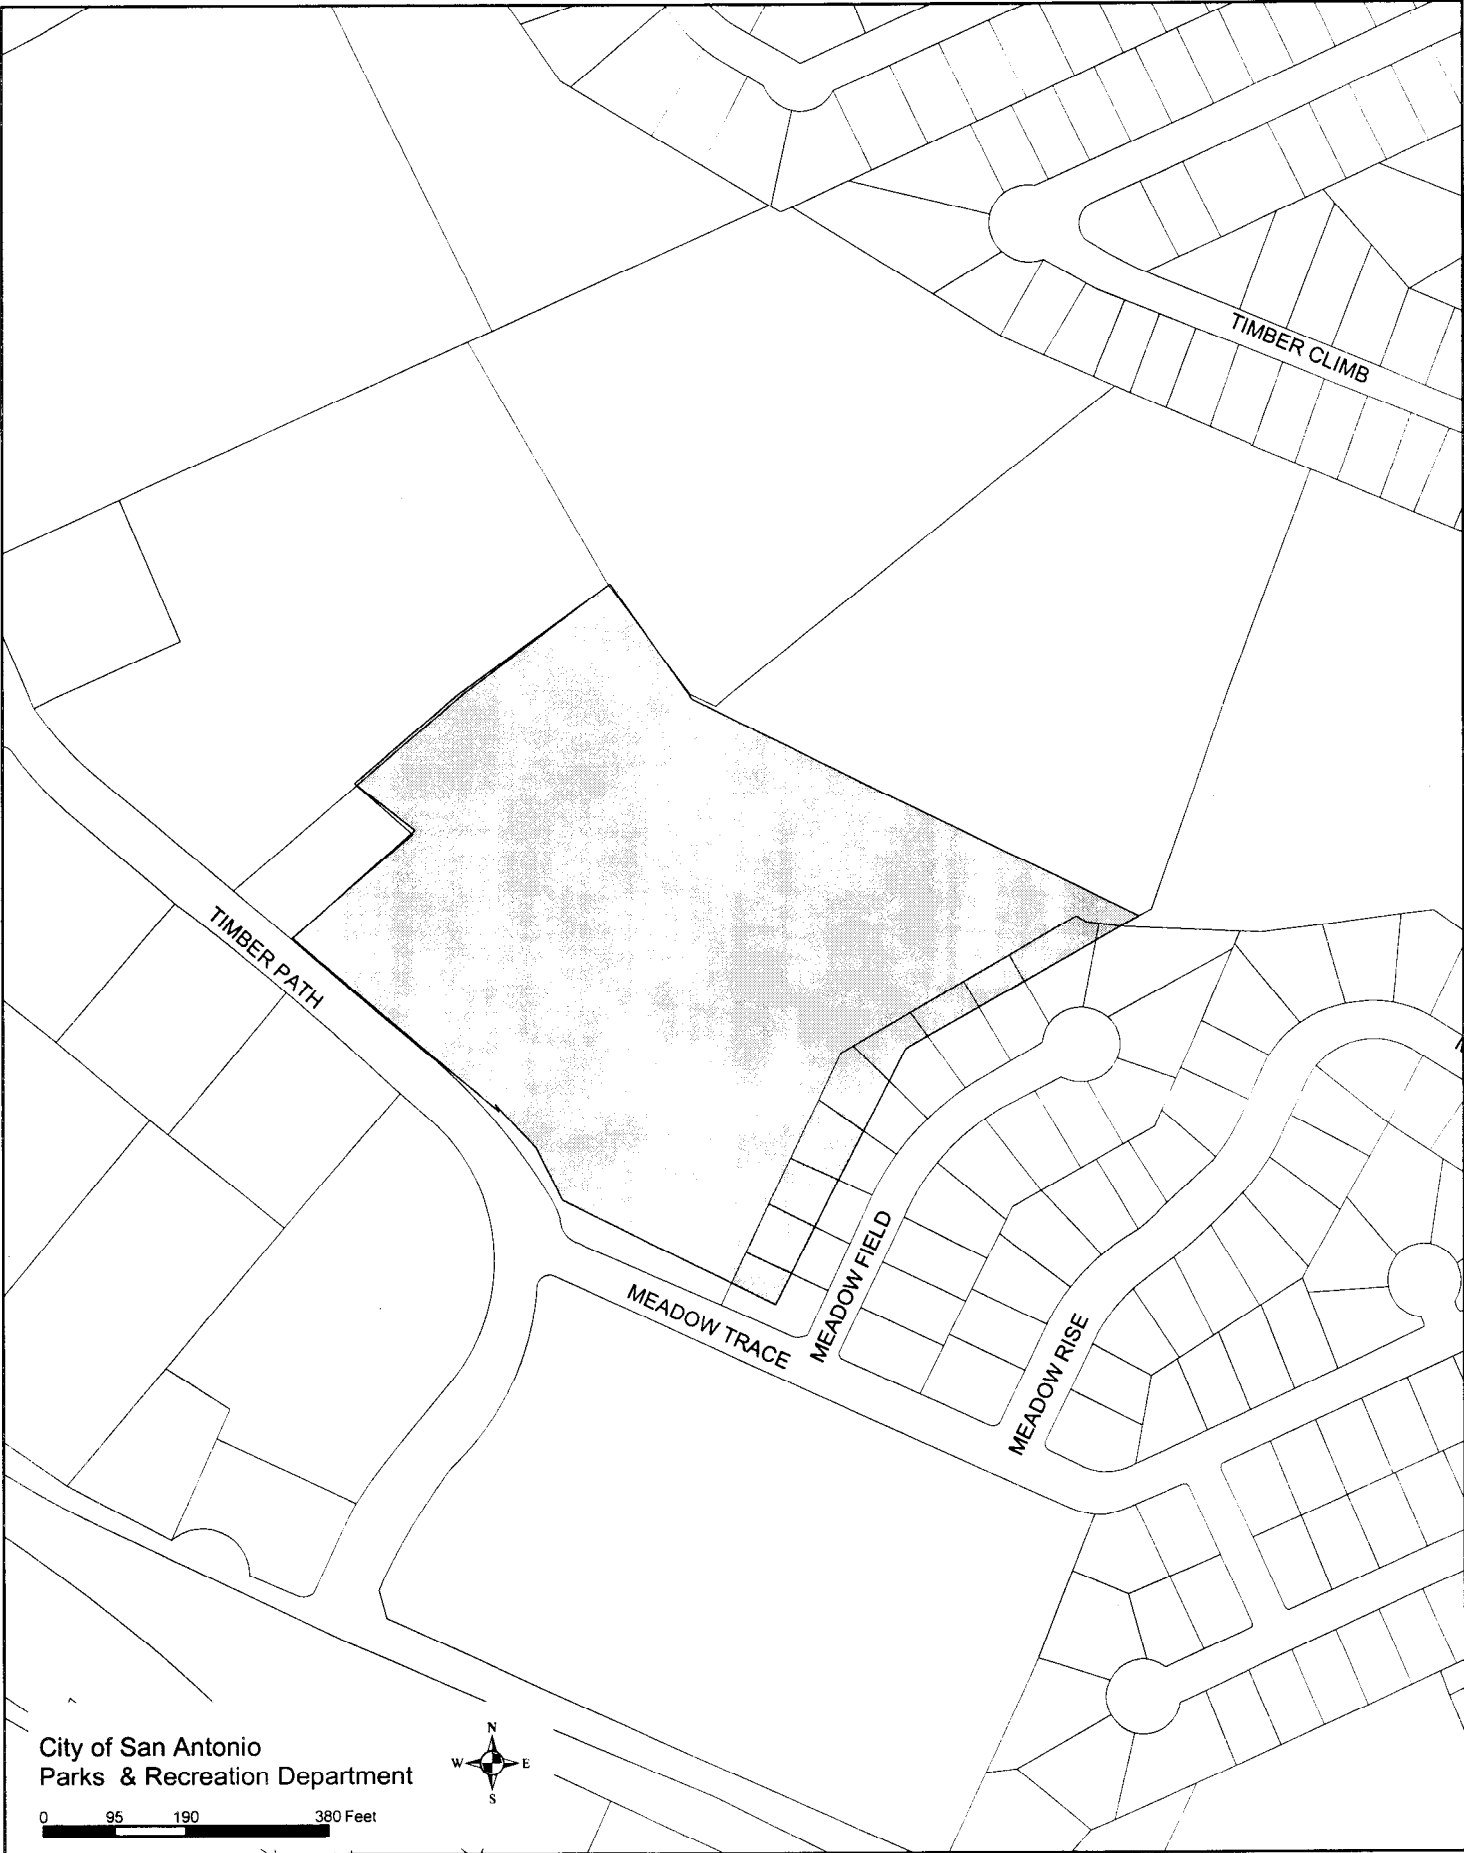 TIMBER CLIMB
TIMBER PATH
MEADOW FIELD
MEADOW TRACE
MEADOW RISE
City of San Antonio
Parks & Recreation Department
N
W E
S
0 95 190 380 Feet